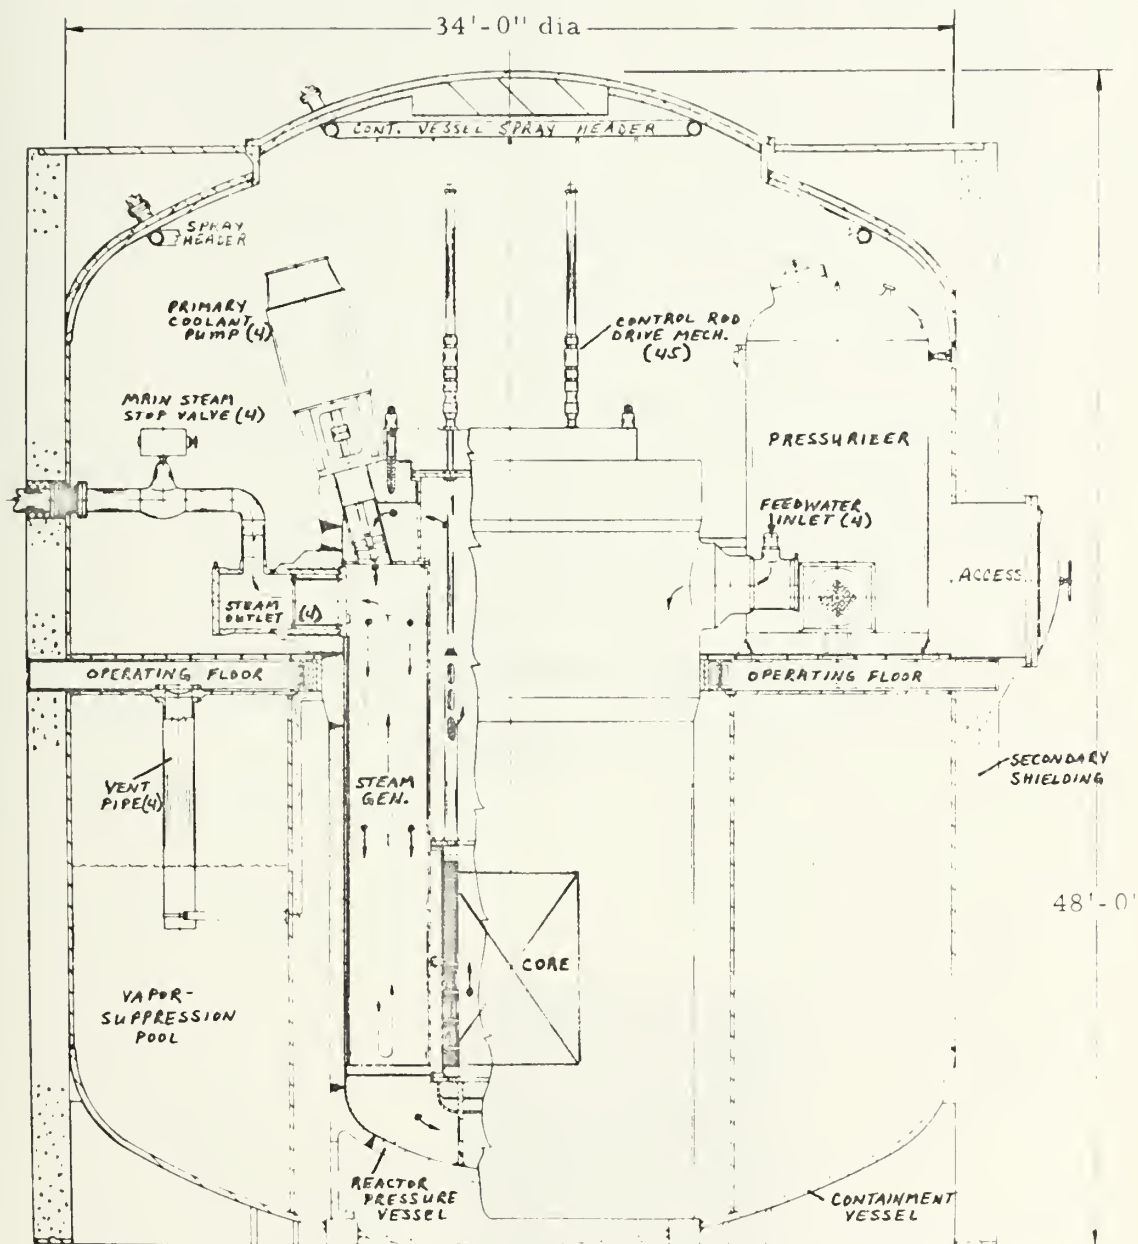 34'-0" dia
CONT. VESSEL SPRAY HEADER
SPRAY
HEADER
PRIMARY
COOLANT
PUMP (4)
CONTROL ROD
DRIVE MECH.
(45)
MAIN STEAM
STOP VALVE (4)
PRESSURIZER
FEEDWATER
INLET (4)
ACCESS
STEAM
OUTLET (4)
OPERATING FLOOR
OPERATING FLOOR
SECONDARY
SHIELDING
VENT
PIPE (4)
STEAM
GEN.
48'-0"
CORE
VAPOR-
SUPPRESSION
POOL
REACTOR
PRESSURE
VESSEL
CONTAINMENT
VESSEL